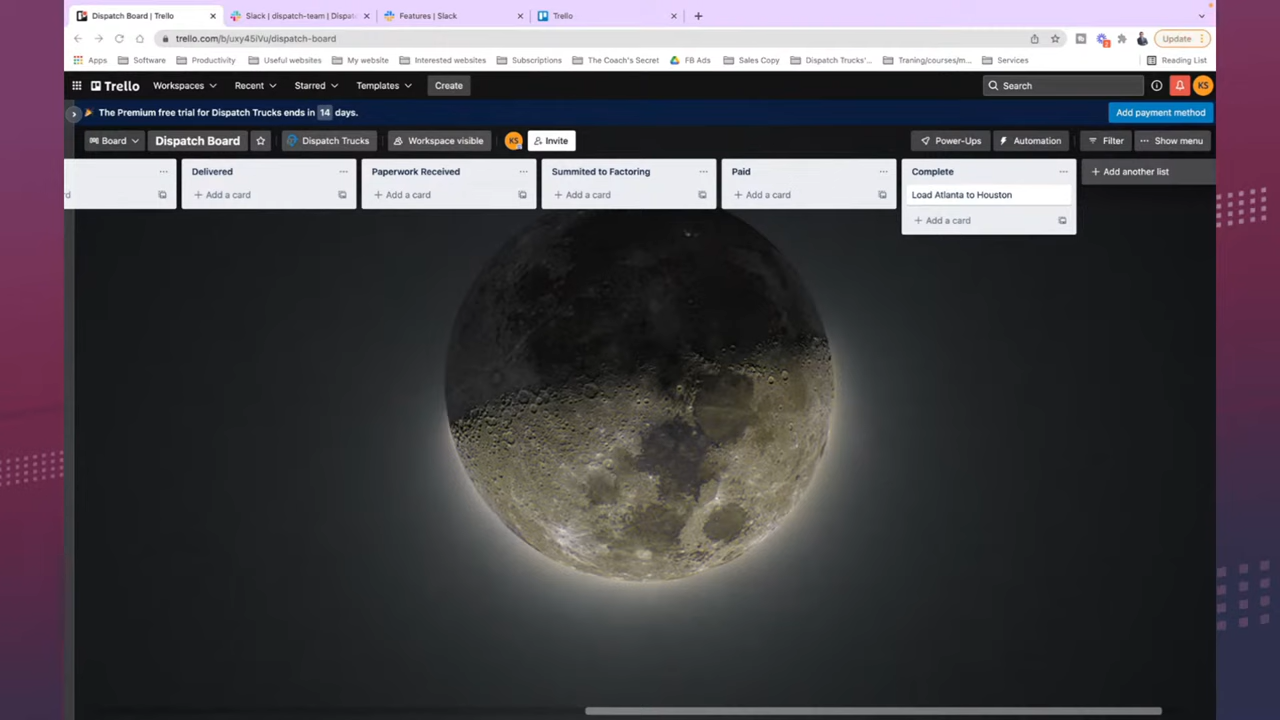 Dispatch Board | Trello
Slack | dispatch-team | Dispat
Features | Slack
Trello
trello.com/b/uxy45iVu/dispatch-board
Update
Apps
Software
Productivity
Useful websites
My website
Interested websites
Subscriptions
The Coach's Secret
FB Ads
Sales Copy
Dispatch Trucks'...
Traning/courses/m...
Services
Reading List
Trello
Workspaces
Recent
Starred
Templates
Create
Search
KS
The Premium free trial for Dispatch Trucks ends in 14 days.
Add payment method
Board
Dispatch Board
Dispatch Trucks
Workspace visible
KS
Invite
Power-Ups
Automation
Filter
Show menu
Delivered
Paperwork Received
Summited to Factoring
Paid
Complete
+ Add another list
+ Add a card
+ Add a card
+ Add a card
+ Add a card
Load Atlanta to Houston
+ Add a card